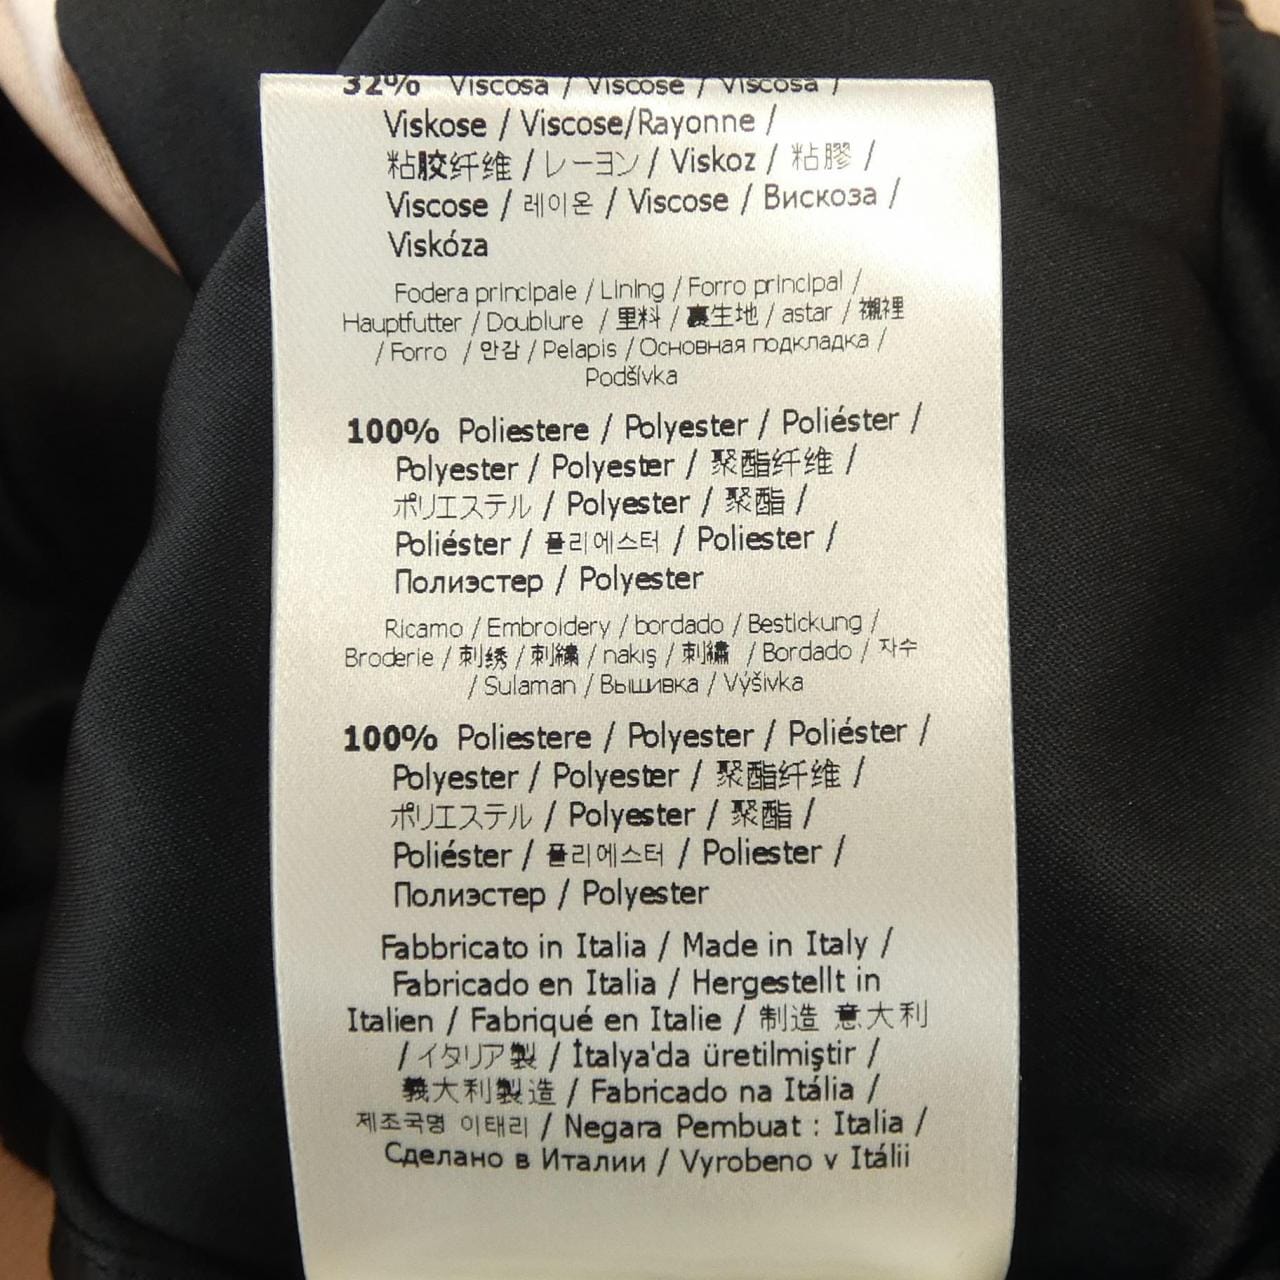 32% Viscosa / Viscose / Viscosa /
Viskose / Viscose/Rayonne /
粘胶纤维 / レーヨン / Viskoz / 粘膠 /
Viscose / 레이온 / Viscose / Вискоза /
Viskóza
Fodera principale / Lining / Forro principal /
Hauptfutter / Doublure / 里料 / 裏生地 / astar / 襯裡
/ Forro / 안감 / Pelapis / Основная подкладка /
Podšívka
100% Poliestere / Polyester / Poliéster /
Polyester / Polyester / 聚酯纤维 /
ポリエステル / Polyester / 聚酯 /
Poliéster / 폴리에스터 / Poliester /
Полиэстер / Polyester
Ricamo / Embroidery / bordado / Bestickung /
Broderie / 刺绣 / 刺繍 / nakış / 刺繡 / Bordado / 자수
/ Sulaman / Вышивка / Výšivka
100% Poliestere / Polyester / Poliéster /
Polyester / Polyester / 聚酯纤维 /
ポリエステル / Polyester / 聚酯 /
Poliéster / 폴리에스터 / Poliester /
Полиэстер / Polyester
Fabbricato in Italia / Made in Italy /
Fabricado en Italia / Hergestellt in
Italien / Fabriqué en Italie / 制造 意大利
/ イタリア製 / İtalya'da üretilmiştir /
義大利製造 / Fabricado na Itália /
제조국명 이태리 / Negara Pembuat : Italia /
Сделано в Италии / Vyrobeno v Itálii